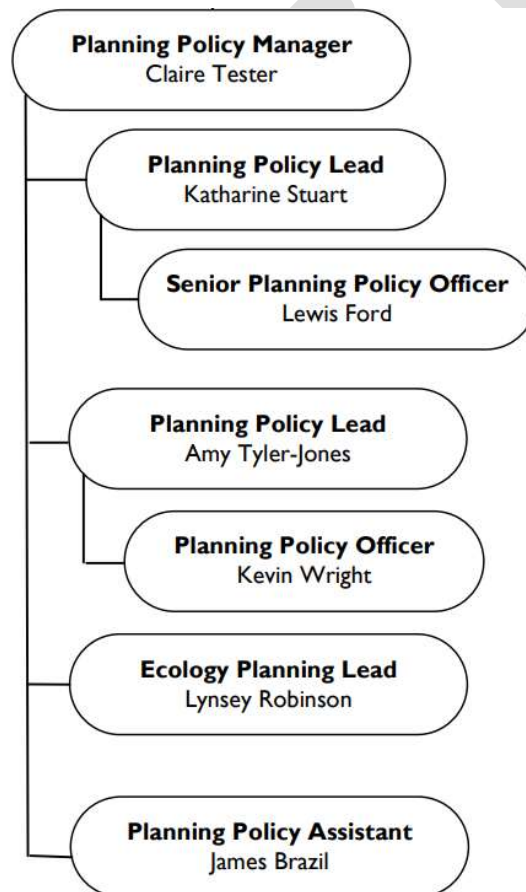 Planning Policy Manager
Claire Tester
Planning Policy Lead
Katharine Stuart
Senior Planning Policy Officer
Lewis Ford
Planning Policy Lead
Amy Tyler-Jones
Planning Policy Officer
Kevin Wright
Ecology Planning Lead
Lynsey Robinson
Planning Policy Assistant
James Brazil